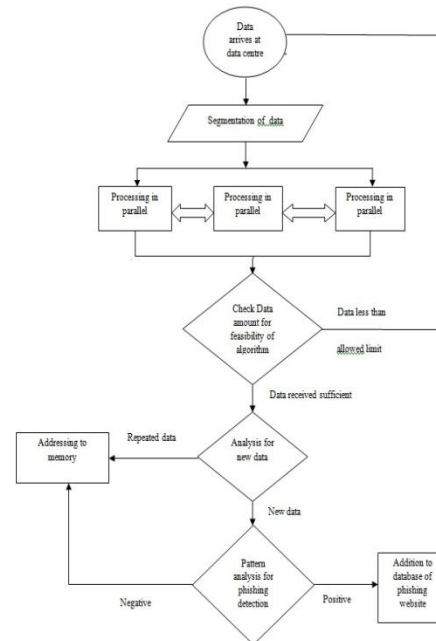 Data
arrives at
data centre
Segmentation of data
Processing in
parallel
Processing in
parallel
Processing in
parallel
Check Data
amount for
feasibility of
algorithm
Data less than
allowed limit
Data received sufficient
Addressing to
memory
Repeated data
Analysis for
new data
New data
Pattern
analysis for
phishing
detection
Negative
Positive
Addition to
database of
phishing
website